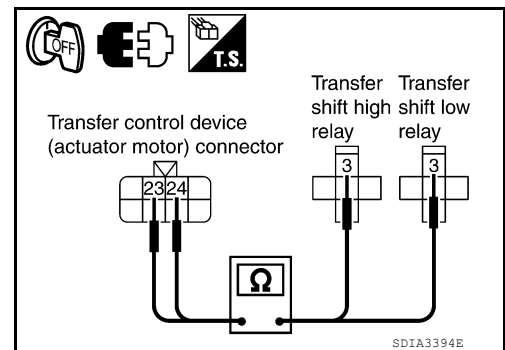 OFF
T.S.
Transfer Transfer
shift high shift low
relay relay
Transfer control device
(actuator motor) connector
3 3
23 24
Ω
SDIA3394E